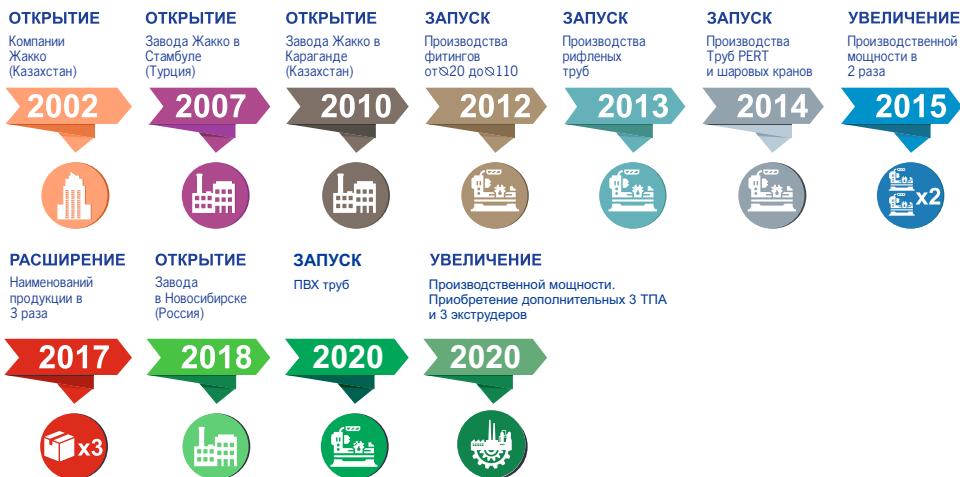 ОТКРЫТИЕ
Компании
Жакко
(Казахстан)
2002
ОТКРЫТИЕ
Завода Жакко в
Стамбуле
(Турция)
2007
ОТКРЫТИЕ
Завода Жакко в
Караганде
(Казахстан)
2010
ЗАПУСК
Производства
фитингов
от⦰20 до⦰110
2012
ЗАПУСК
Производства
рифленых
труб
2013
ЗАПУСК
Производства
Труб PERT
и шаровых кранов
2014
УВЕЛИЧЕНИЕ
Производственной
мощности в
2 раза
2015
x2
РАСШИРЕНИЕ
Наименований
продукции в
3 раза
2017
x3
ОТКРЫТИЕ
Завода
в Новосибирске
(Россия)
2018
ЗАПУСК
ПВХ труб
2020
УВЕЛИЧЕНИЕ
Производственной мощности.
Приобретение дополнительных 3 ТПА
и 3 экструдеров
2020